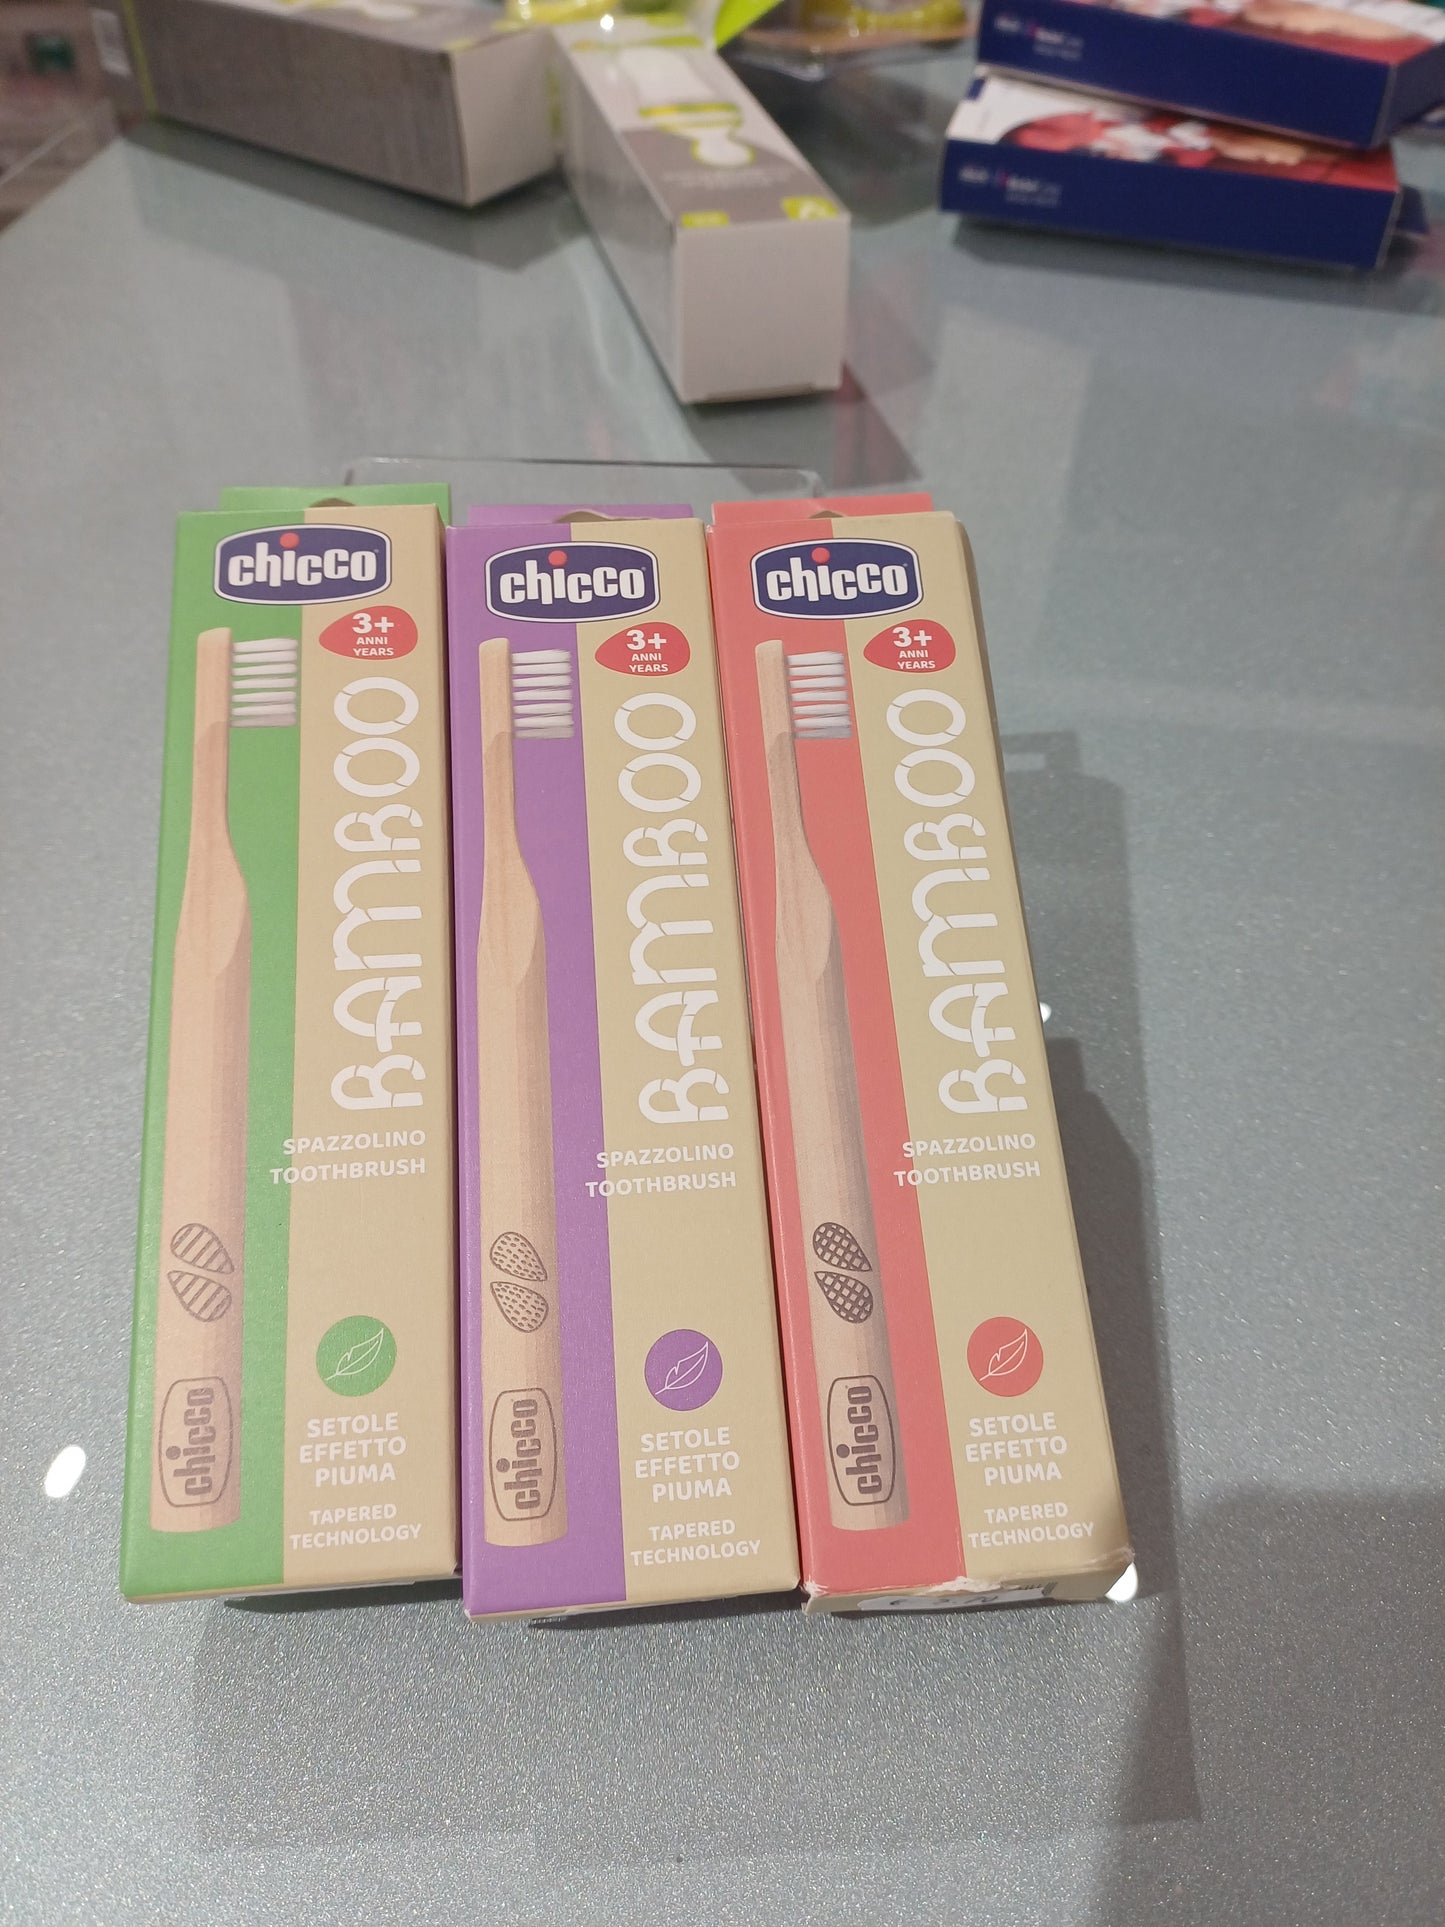 chicco
3+
ANNI
YEARS
BAMBOO
SPAZZOLINO
TOOTHBRUSH
chicco
SETOLE
EFFETTO
PIUMA
TAPERED
TECHNOLOGY
chicco
3+
ANNI
YEARS
BAMBOO
SPAZZOLINO
TOOTHBRUSH
chicco
SETOLE
EFFETTO
PIUMA
TAPERED
TECHNOLOGY
chicco
3+
ANNI
YEARS
BAMBOO
SPAZZOLINO
TOOTHBRUSH
chicco
SETOLE
EFFETTO
PIUMA
TAPERED
TECHNOLOGY